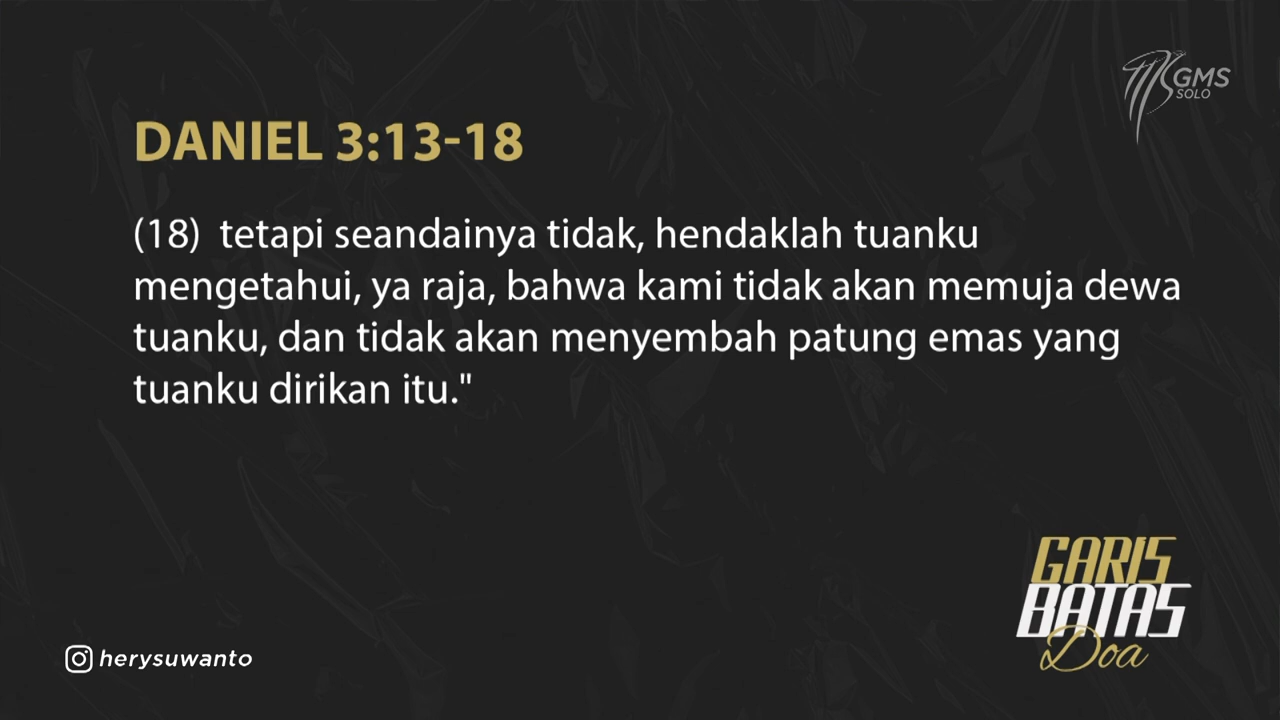 GMS
SOLO
DANIEL 3:13-18
(18)  tetapi seandainya tidak, hendaklah tuanku
mengetahui, ya raja, bahwa kami tidak akan memuja dewa
tuanku, dan tidak akan menyembah patung emas yang
tuanku dirikan itu."
GARIS
BATAS
Doa
herysuwanto